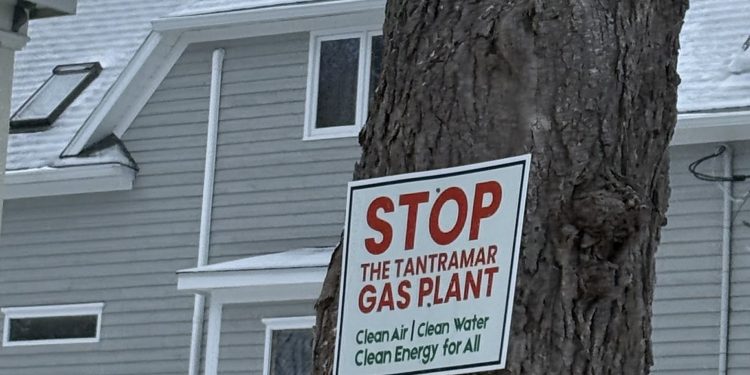 STOP
THE TANTRAMAR
GAS PLANT
Clean Air | Clean Water
Clean Energy for All